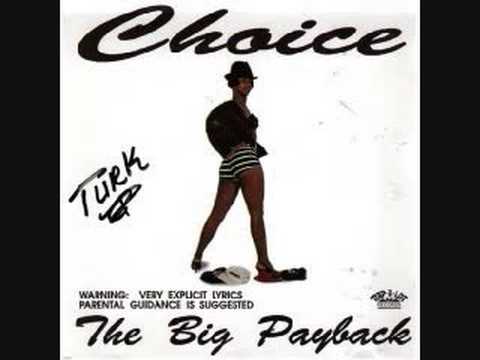 Choice
TURK
WARNING: VERY EXPLICIT LYRICS
PARENTAL GUIDANCE IS SUGGESTED
The Big Payback